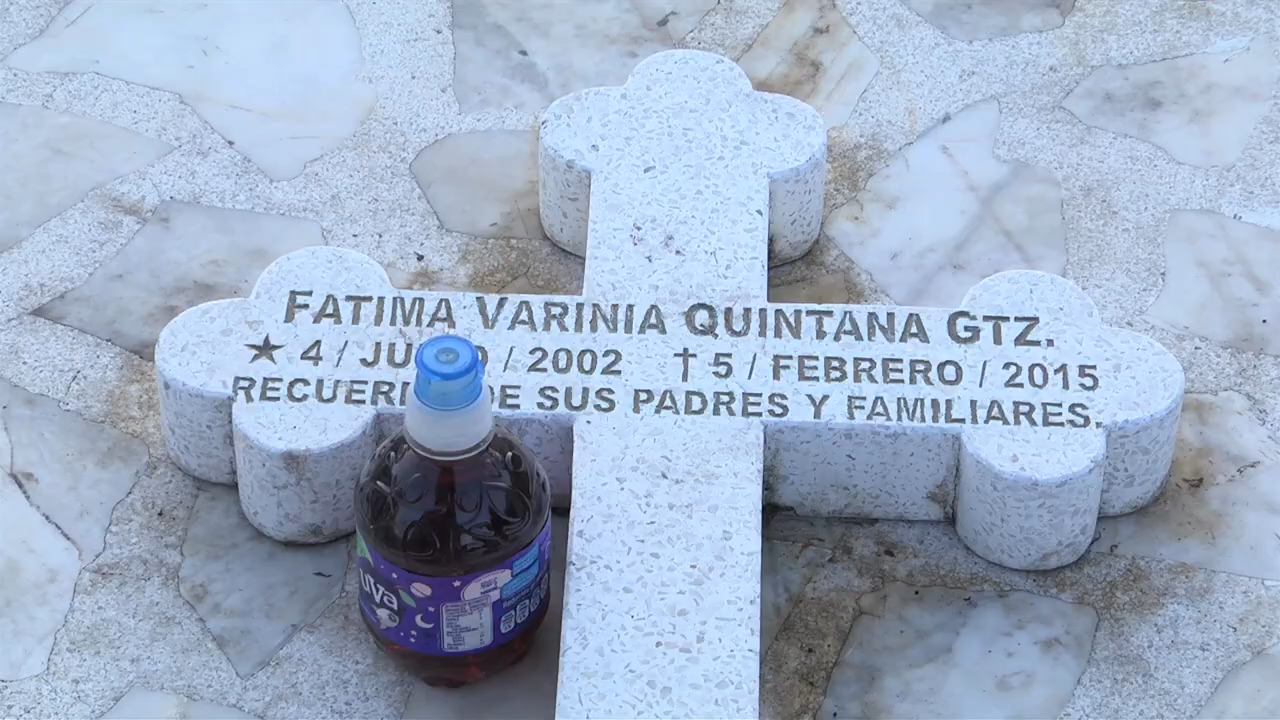 FATIMA VARINIA QUINTANA GTZ.
★ 4 / / 2002 † 5 / FEBRERO / 2015
DE SUS PADRES Y FAMILIARES.
uva